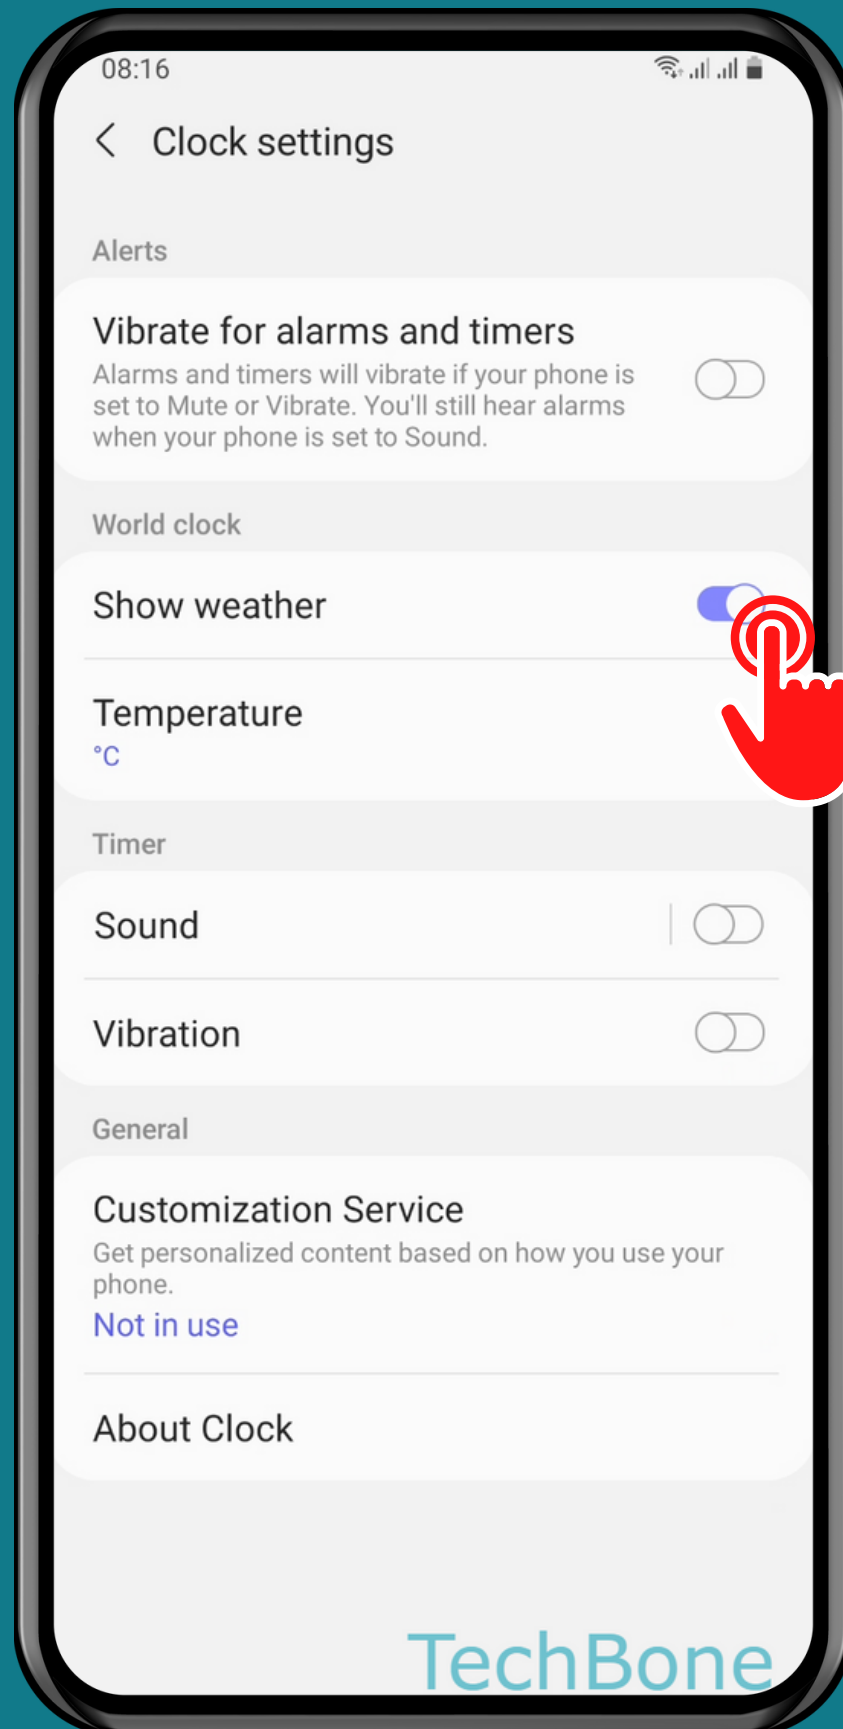 08:16
Clock settings
Alerts
Vibrate for alarms and timers
Alarms and timers will vibrate if your phone is
set to Mute or Vibrate. You'll still hear alarms
when your phone is set to Sound.
World clock
Show weather
Temperature
°C
Timer
Sound
Vibration
General
Customization Service
Get personalized content based on how you use your
phone.
Not in use
About Clock
TechBone